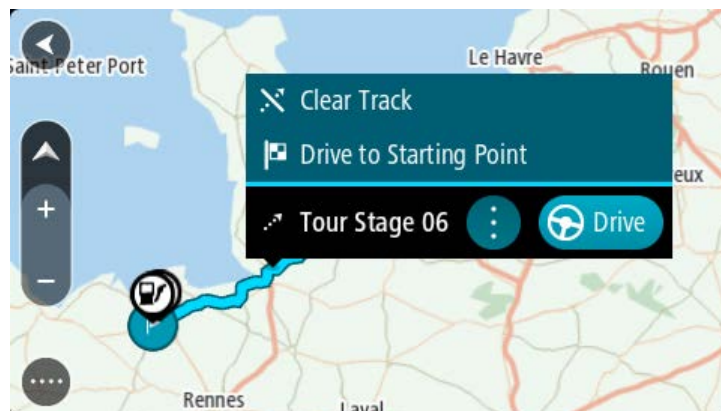 Saint Peter Port
Le Havre
Rouen
Clear Track
Drive to Starting Point
eux
Tour Stage 06
Drive
+
-
Rennes
Laval